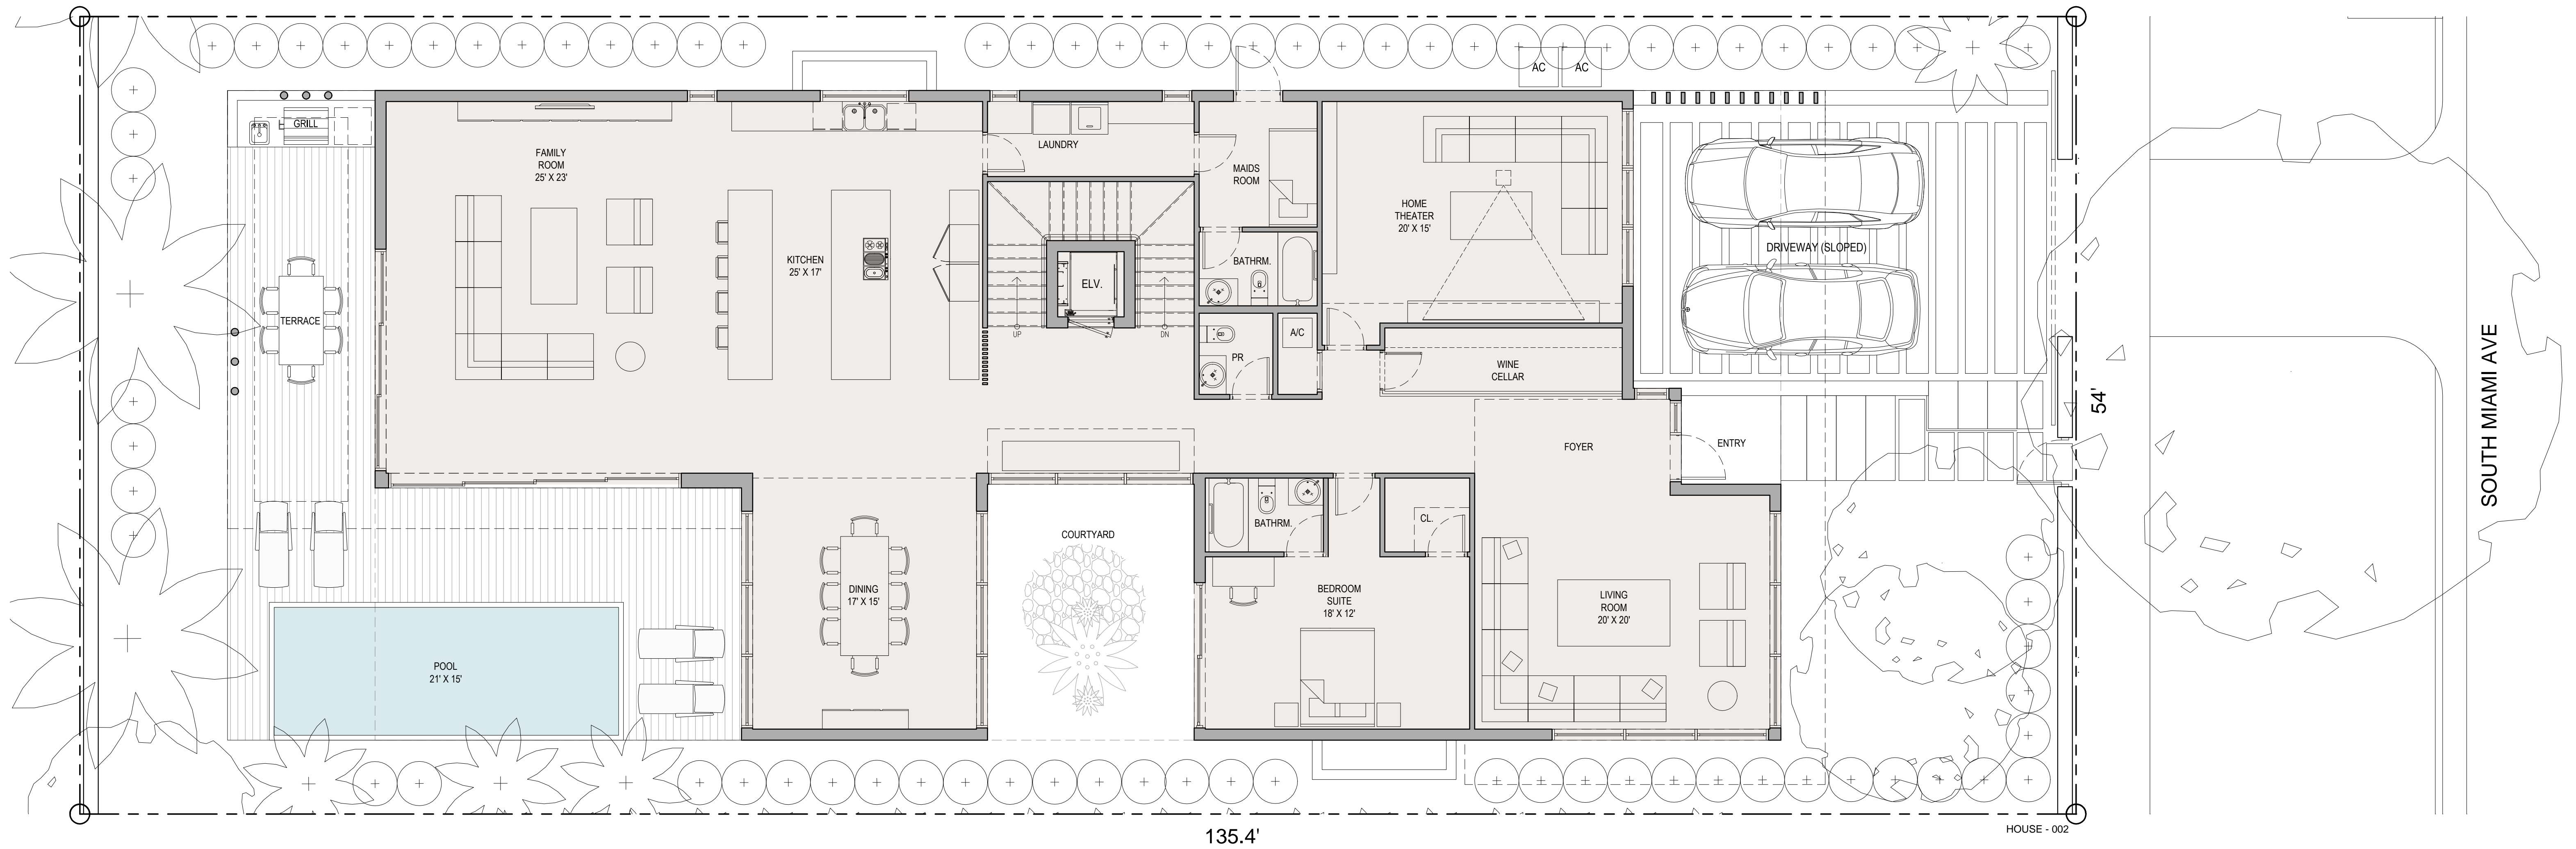 AC
AC
GRILL
FAMILY
ROOM
25' X 23'
LAUNDRY
MAIDS
ROOM
HOME
THEATER
20' X 15'
DRIVEWAY (SLOPED)
KITCHEN
25' X 17'
BATHRM.
ELV.
TERRACE
UP
DN
A/C
PR
WINE
CELLAR
54'
SOUTH MIAMI AVE
FOYER
ENTRY
CL.
BATHRM.
COURTYARD
DINING
17' X 15'
BEDROOM
SUITE
18' X 12'
LIVING
ROOM
20' X 20'
POOL
21' X 15'
HOUSE - 002
135.4'